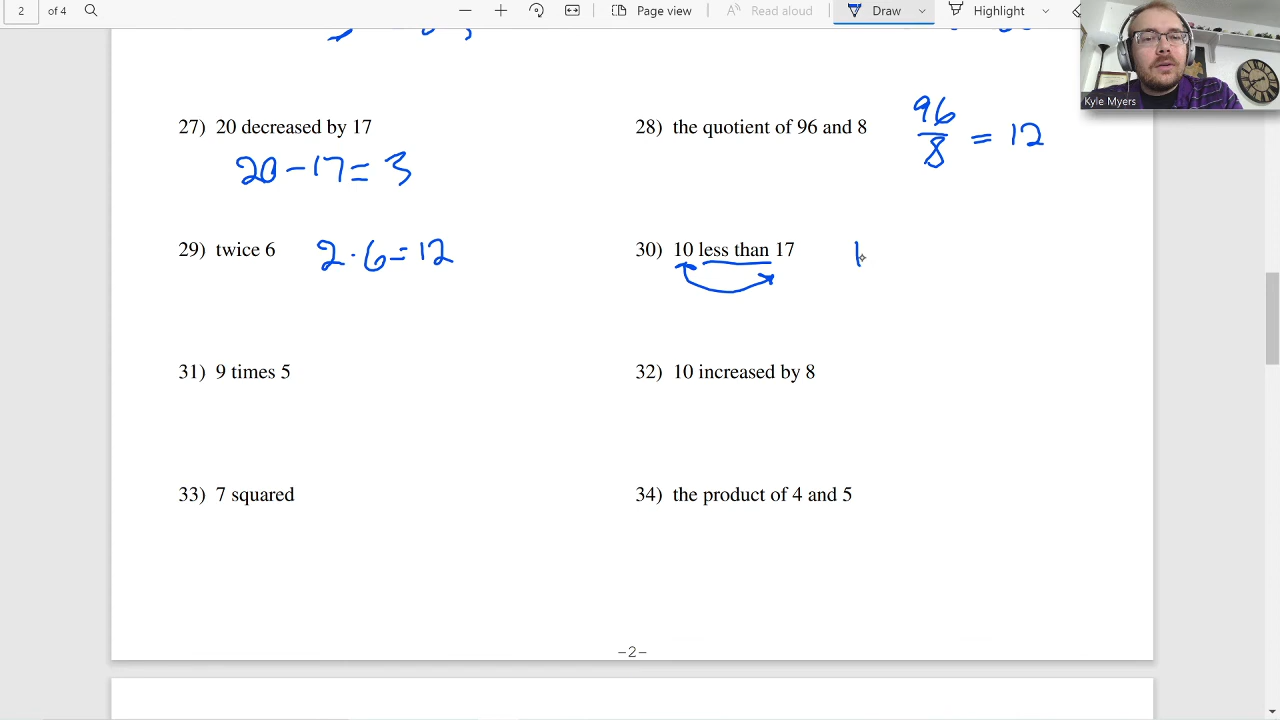 2 of 4 Page view Read aloud Draw Highlight
Kyle Myers
27) 20 decreased by 17
20 - 17 = 3
28) the quotient of 96 and 8
96/8 = 12
29) twice 6
2 · 6 = 12
30) 10 less than 17
1
31) 9 times 5
32) 10 increased by 8
33) 7 squared
34) the product of 4 and 5
-2-